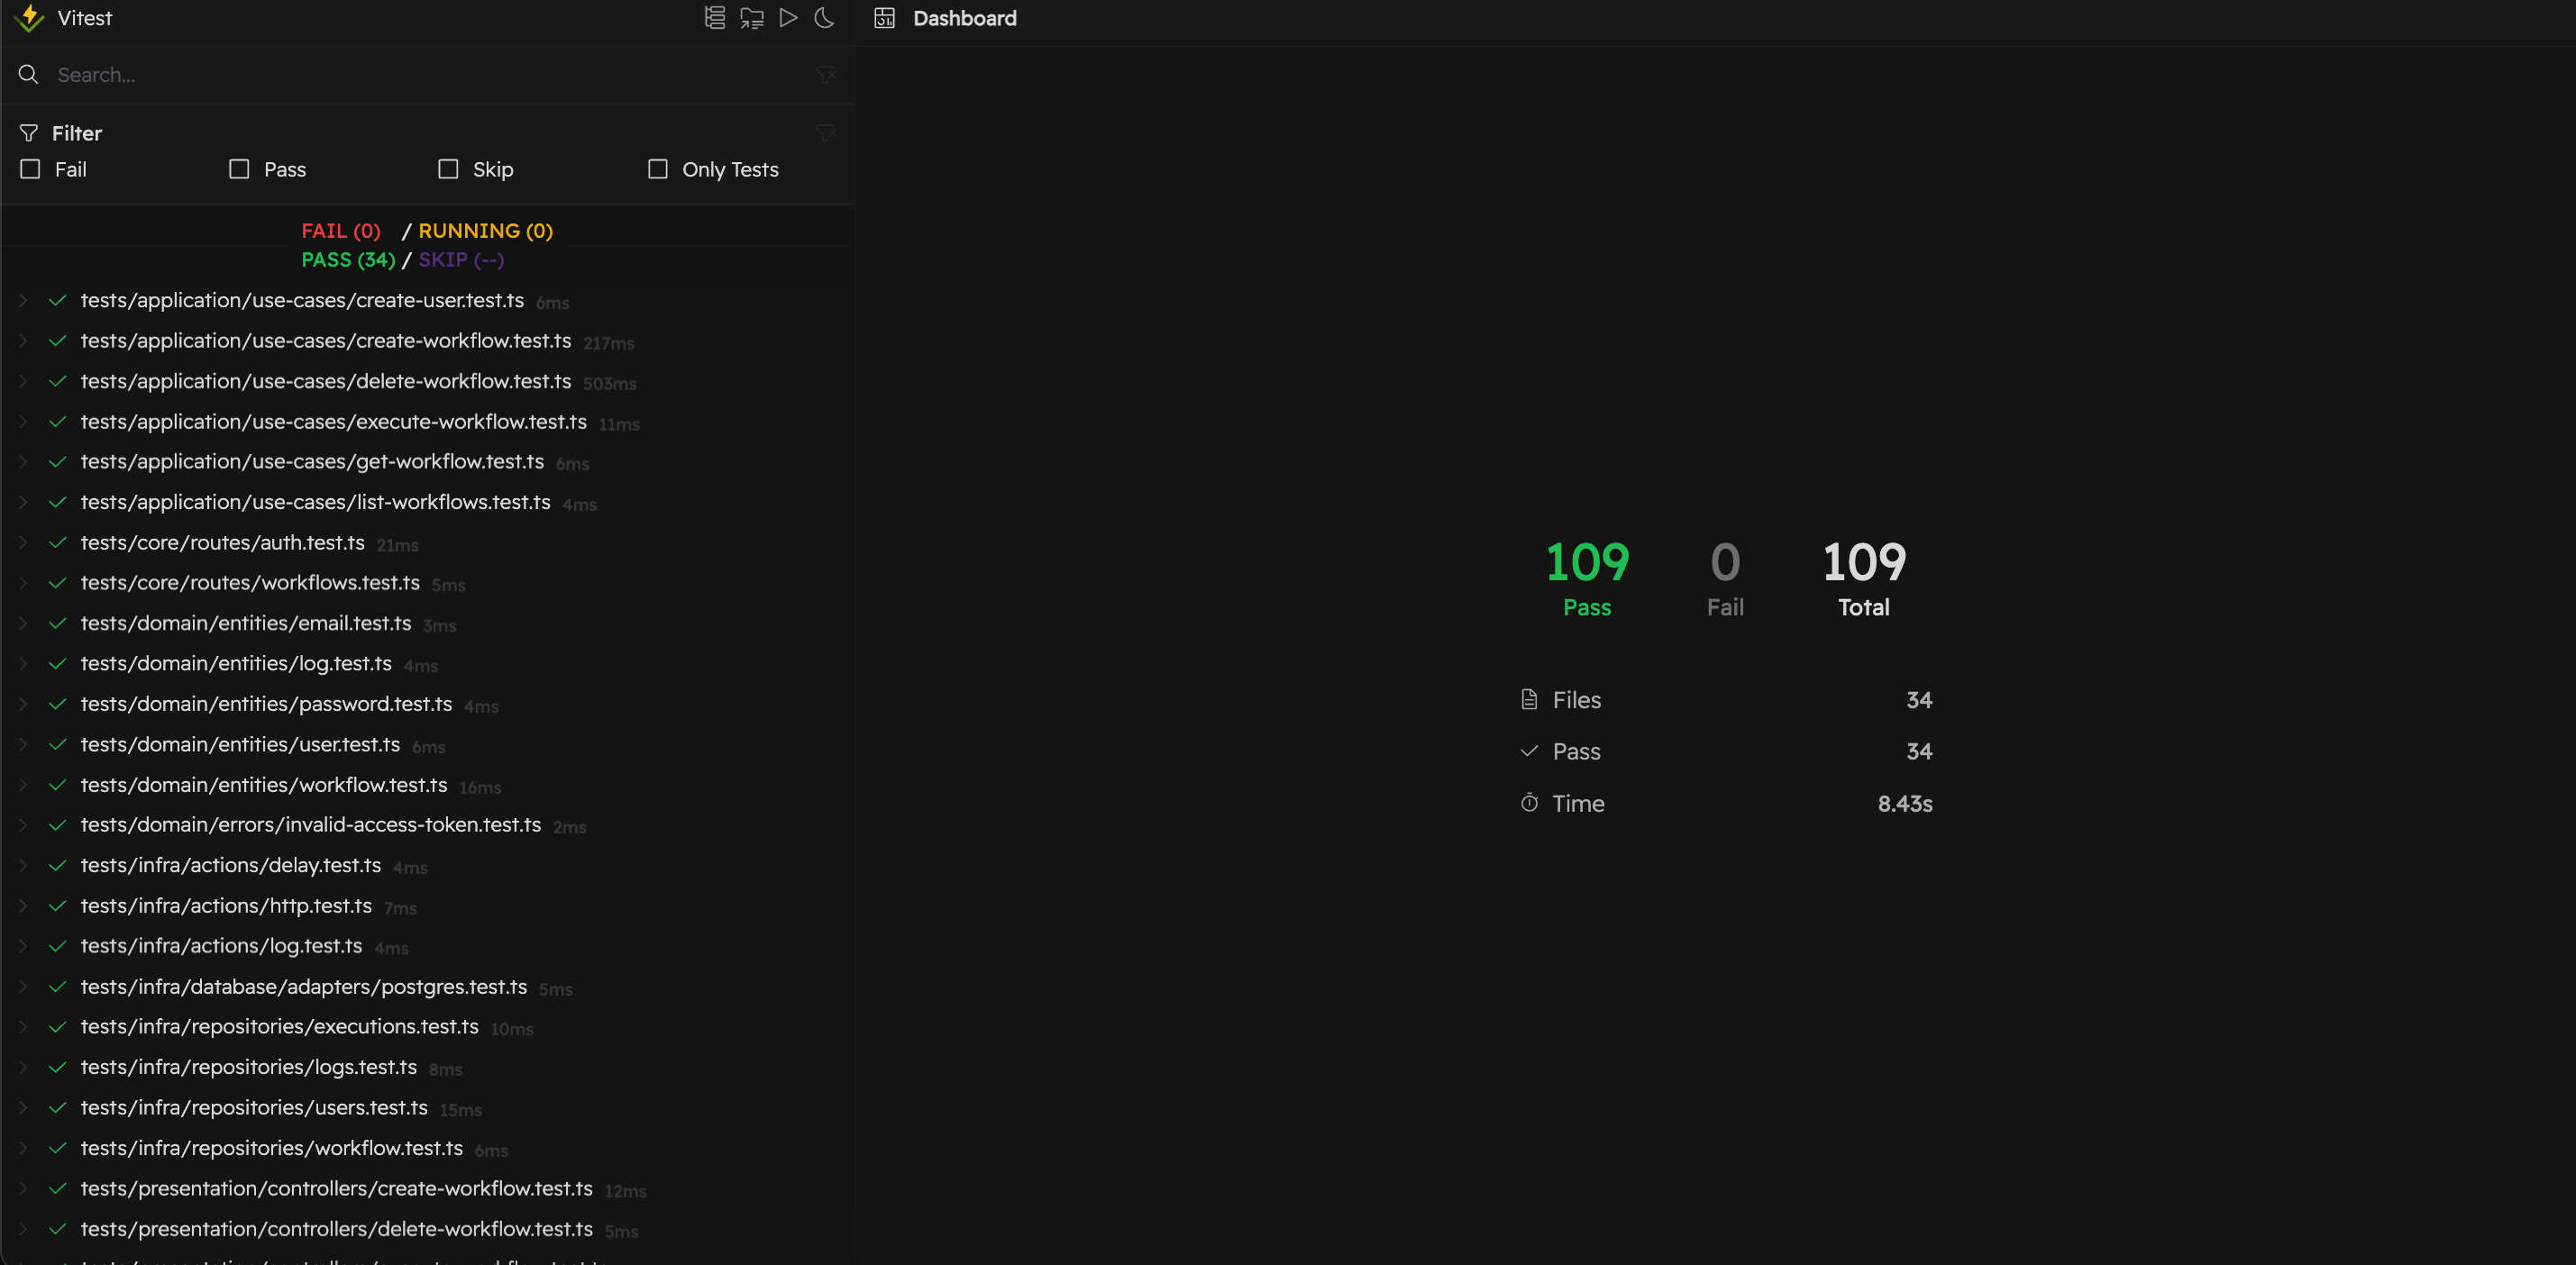 Vitest
Search...
Filter
Fail
Pass
Skip
Only Tests
FAIL (0) / RUNNING (0)
PASS (34) / SKIP (--)
tests/application/use-cases/create-user.test.ts 6ms
tests/application/use-cases/create-workflow.test.ts 217ms
tests/application/use-cases/delete-workflow.test.ts 503ms
tests/application/use-cases/execute-workflow.test.ts 11ms
tests/application/use-cases/get-workflow.test.ts 6ms
tests/application/use-cases/list-workflows.test.ts 4ms
tests/core/routes/auth.test.ts 21ms
tests/core/routes/workflows.test.ts 5ms
tests/domain/entities/email.test.ts 3ms
tests/domain/entities/log.test.ts 4ms
tests/domain/entities/password.test.ts 4ms
tests/domain/entities/user.test.ts 6ms
tests/domain/entities/workflow.test.ts 16ms
tests/domain/errors/invalid-access-token.test.ts 2ms
tests/infra/actions/delay.test.ts 4ms
tests/infra/actions/http.test.ts 7ms
tests/infra/actions/log.test.ts 4ms
tests/infra/database/adapters/postgres.test.ts 5ms
tests/infra/repositories/executions.test.ts 10ms
tests/infra/repositories/logs.test.ts 8ms
tests/infra/repositories/users.test.ts 15ms
tests/infra/repositories/workflow.test.ts 6ms
tests/presentation/controllers/create-workflow.test.ts 12ms
tests/presentation/controllers/delete-workflow.test.ts 5ms
Dashboard
109 0 109
Pass Fail Total
Files 34
Pass 34
Time 8.43s